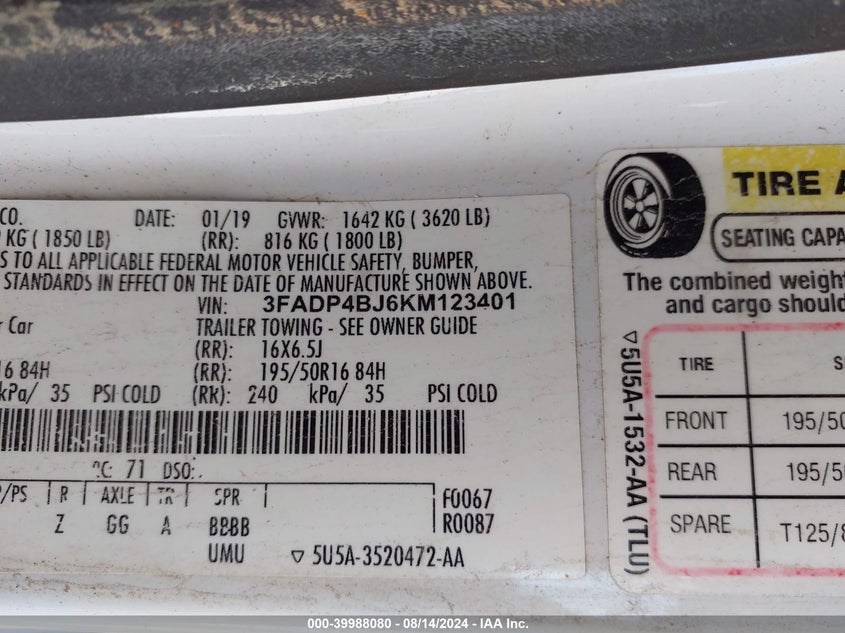 CO. DATE: 01/19 GVWR: 1642 KG ( 3620 LB)
KG ( 1850 LB) (RR): 816 KG ( 1800 LB)
S TO ALL APPLICABLE FEDERAL MOTOR VEHICLE SAFETY, BUMPER,
STANDARDS IN EFFECT ON THE DATE OF MANUFACTURE SHOWN ABOVE.
VIN: 3FADP4BJ6KM123401
r Car TRAILER TOWING - SEE OWNER GUIDE
(RR): 16X6.5J
16 84H (RR): 195/50R16 84H
kPa/ 35 PSI COLD (RR): 240 kPa/ 35 PSI COLD
71 DSO:
/PS R AXLE TR SPR F0067
Z GG A BBBB R0087
UMU ▽ 5U5A-3520472-AA
TIRE A
SEATING CAPA
The combined weight
and cargo should
▽5U5A-1532-AA (TLU)
TIRE S
FRONT 195/50
REAR 195/50
SPARE T125/8
000-39988080 - 08/14/2024 - IAA Inc.